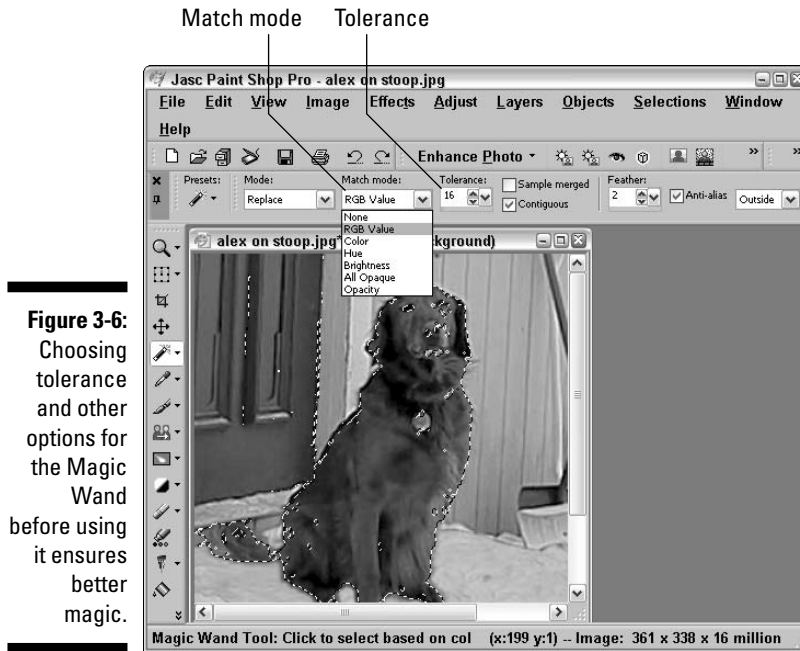 Match mode
Tolerance
Jasc Paint Shop Pro - alex on stoop.jpg
File Edit View Image Effects Adjust Layers Objects Selections Window
Help
Enhance Photo
Presets: Mode: Match mode: Tolerance: Sample merged Feather:
Replace RGB Value 16 Contiguous 2 Anti-alias Outside
None
RGB Value
Color
Hue
Brightness
All Opaque
Opacity
alex on stoop.jpg* kground)
Figure 3-6:
Choosing
tolerance
and other
options for
the Magic
Wand
before using
it ensures
better
magic.
Magic Wand Tool: Click to select based on col (x:199 y:1) -- Image: 361 x 338 x 16 million